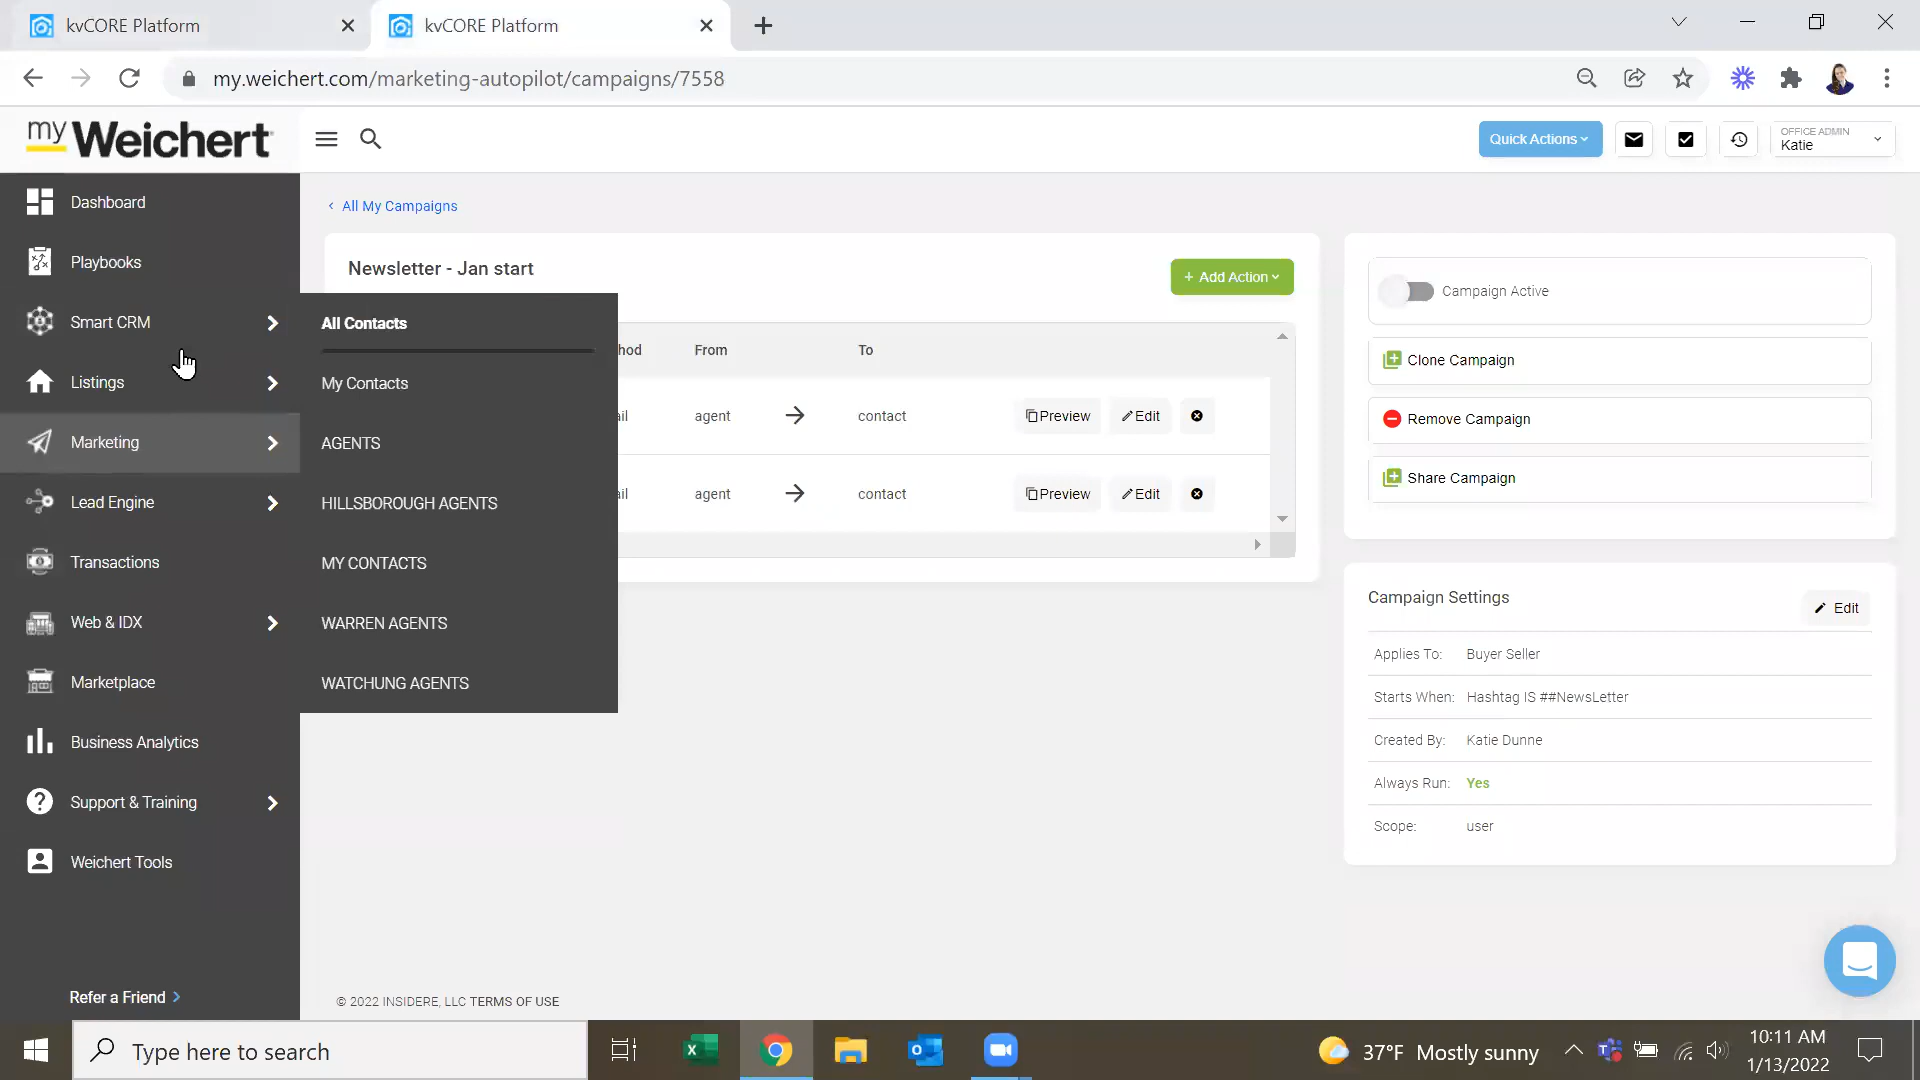 kvCORE Platform
kvCORE Platform
my.weichert.com/marketing-autopilot/campaigns/7558
my Weichert
Quick Actions
OFFICE ADMIN
Katie
Dashboard
Playbooks
Smart CRM
Listings
Marketing
Lead Engine
Transactions
Web & IDX
Marketplace
Business Analytics
Support & Training
Weichert Tools
Refer a Friend >
All Contacts
My Contacts
AGENTS
HILLSBOROUGH AGENTS
MY CONTACTS
WARREN AGENTS
WATCHUNG AGENTS
< All My Campaigns
Newsletter - Jan start
+ Add Action
hod From To
ail agent → contact Preview Edit
ail agent → contact Preview Edit
Campaign Active
Clone Campaign
Remove Campaign
Share Campaign
Campaign Settings
Edit
Applies To: Buyer Seller
Starts When: Hashtag IS ##NewsLetter
Created By: Katie Dunne
Always Run: Yes
Scope: user
© 2022 INSIDERE, LLC TERMS OF USE
Type here to search
37°F Mostly sunny
10:11 AM
1/13/2022